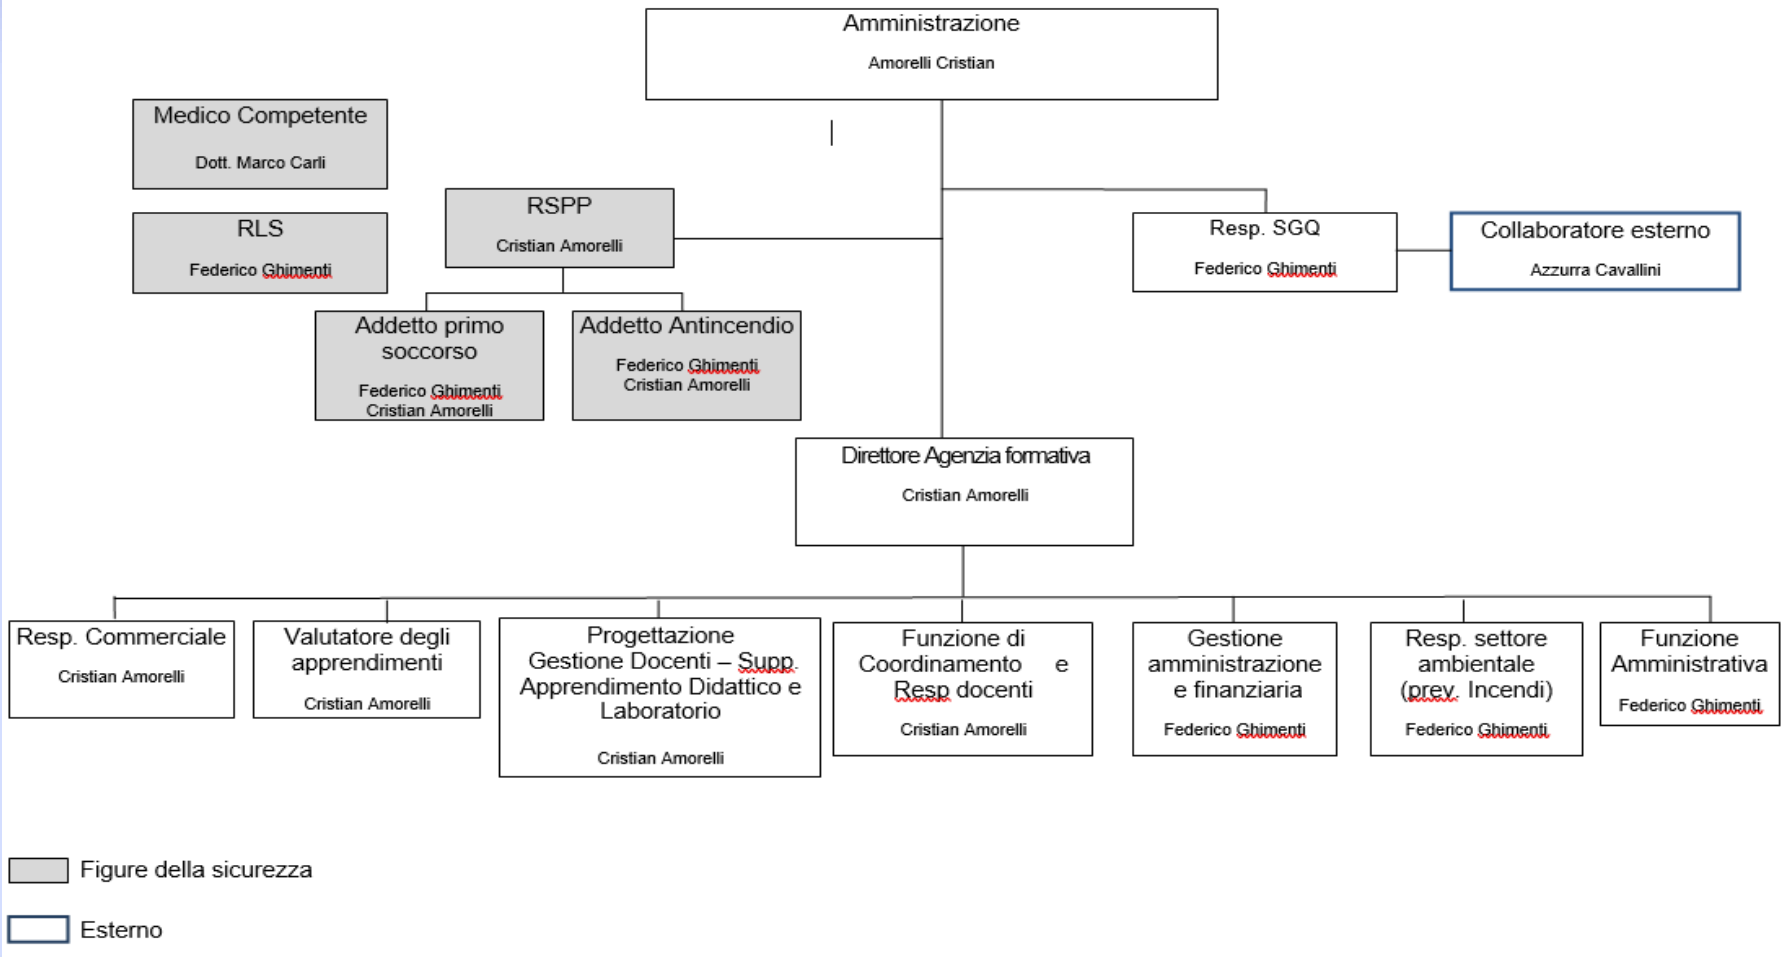 Amministrazione
Amorelli Cristian
Medico Competente
Dott. Marco Carli
RSPP
Cristian Amorelli
RLS
Federico Ghimenti
Resp. SGQ
Federico Ghimenti
Collaboratore esterno
Azzurra Cavallini
Addetto primo
soccorso
Federico Ghimenti
Cristian Amorelli
Addetto Antincendio
Federico Ghimenti
Cristian Amorelli
Direttore Agenzia formativa
Cristian Amorelli
Resp. Commerciale
Cristian Amorelli
Valutatore degli
apprendimenti
Cristian Amorelli
Progettazione
Gestione Docenti – Supp.
Apprendimento Didattico e
Laboratorio
Cristian Amorelli
Funzione di
Coordinamento e
Resp docenti
Cristian Amorelli
Gestione
amministrazione
e finanziaria
Federico Ghimenti
Resp. settore
ambientale
(prev. Incendi)
Federico Ghimenti
Funzione
Amministrativa
Federico Ghimenti
Figure della sicurezza
Esterno